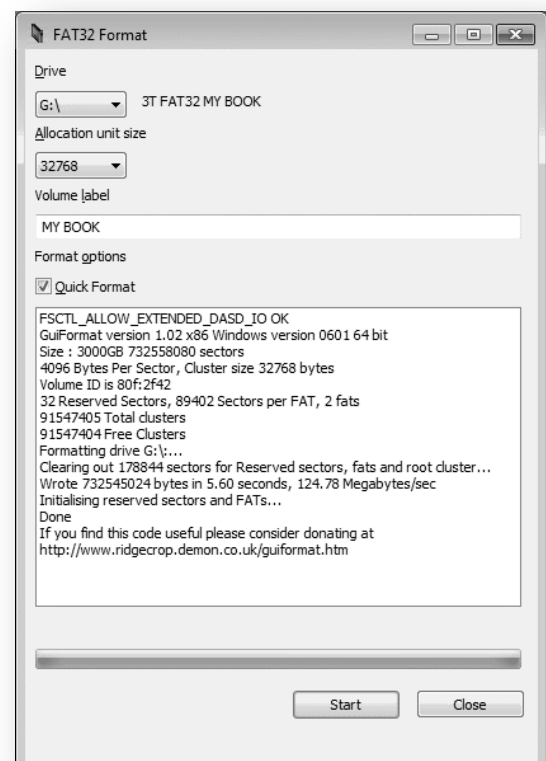 FAT32 Format
Drive
G:\ 3T FAT32 MY BOOK
Allocation unit size
32768
Volume label
MY BOOK
Format options
Quick Format
FSCTL_ALLOW_EXTENDED_DASD_IO OK
GuiFormat version 1.02 x86 Windows version 0601 64 bit
Size : 3000GB 732558080 sectors
4096 Bytes Per Sector, Cluster size 32768 bytes
Volume ID is 80f:2f42
32 Reserved Sectors, 89402 Sectors per FAT, 2 fats
91547405 Total clusters
91547404 Free Clusters
Formatting drive G:\:...
Clearing out 178844 sectors for Reserved sectors, fats and root cluster...
Wrote 732545024 bytes in 5.60 seconds, 124.78 Megabytes/sec
Initialising reserved sectors and FATs...
Done
If you find this code useful please consider donating at
http://www.ridgecrop.demon.co.uk/guiformat.htm
Start Close